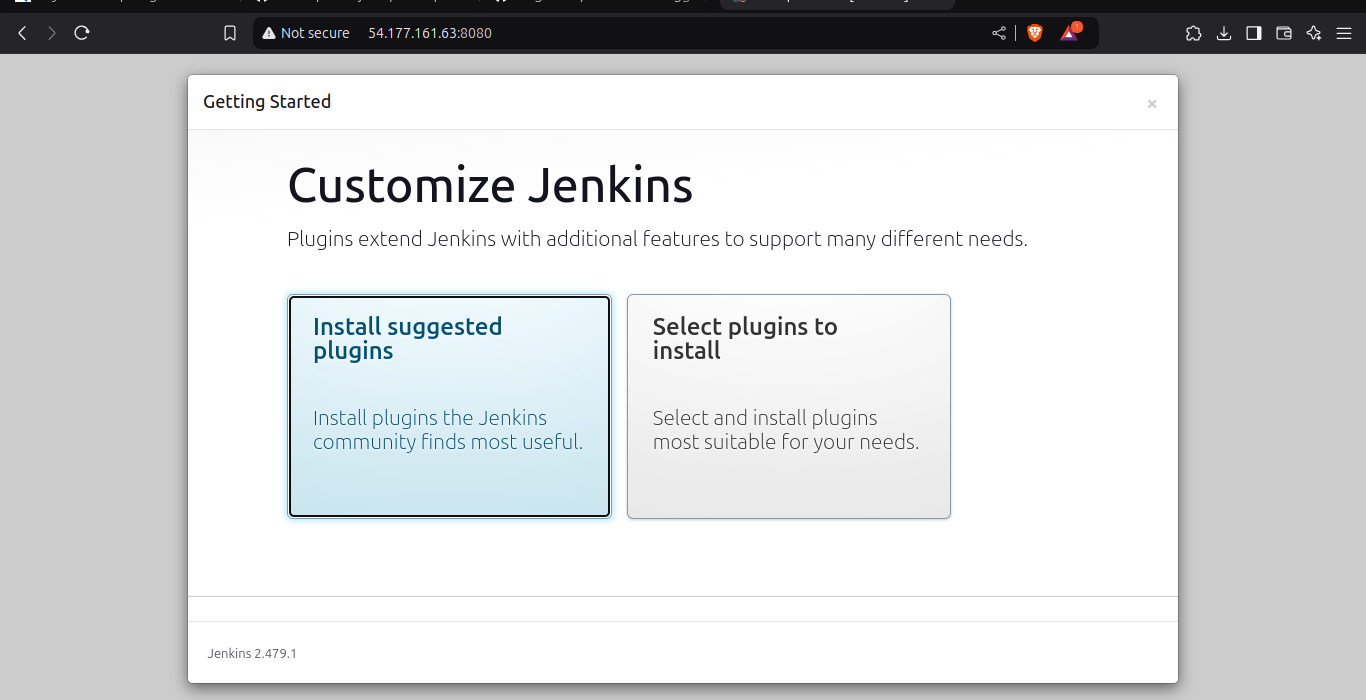 Not secure 54.177.161.63:8080
1
Getting Started
×
Customize Jenkins
Plugins extend Jenkins with additional features to support many different needs.
Install suggested
plugins
Install plugins the Jenkins
community finds most useful.
Select plugins to
install
Select and install plugins
most suitable for your needs.
Jenkins 2.479.1